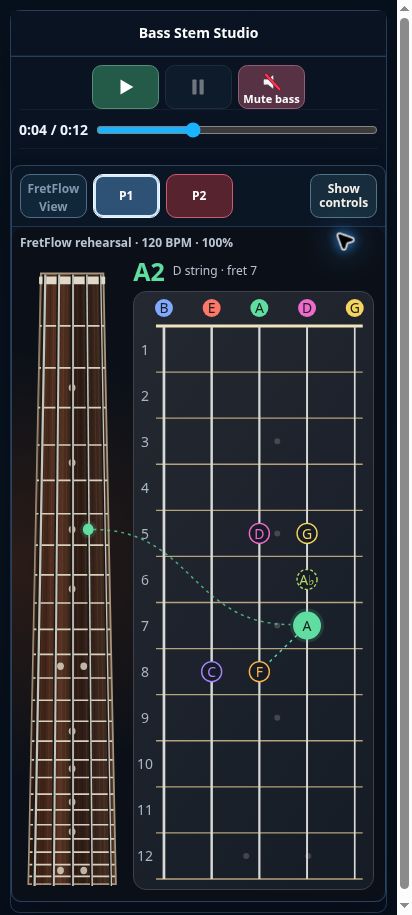 Bass Stem Studio
Mute bass
0:04 / 0:12
FretFlow
View
P1
P2
Show
controls
FretFlow rehearsal · 120 BPM · 100%
A2 D string · fret 7
B E A D G
1
2
3
4
5 D G
6 A♭
7 A
8 C F
9
10
11
12